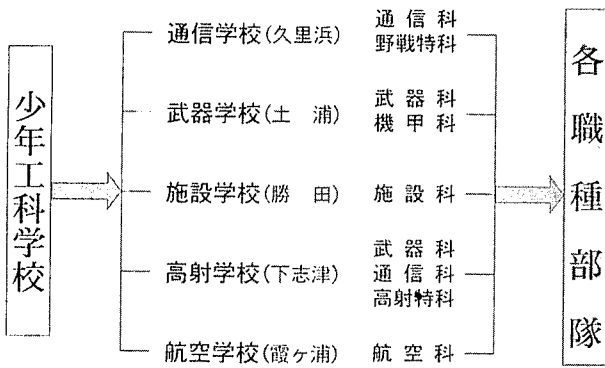 少年工科学校
通信学校(久里浜)
通信科
野戦特科
武器学校(土 浦)
武器科
機甲科
施設学校(勝 田)
施設科
高射学校(下志津)
武器科
通信科
高射特科
航空学校(霞ヶ浦)
航空科
各職種部隊